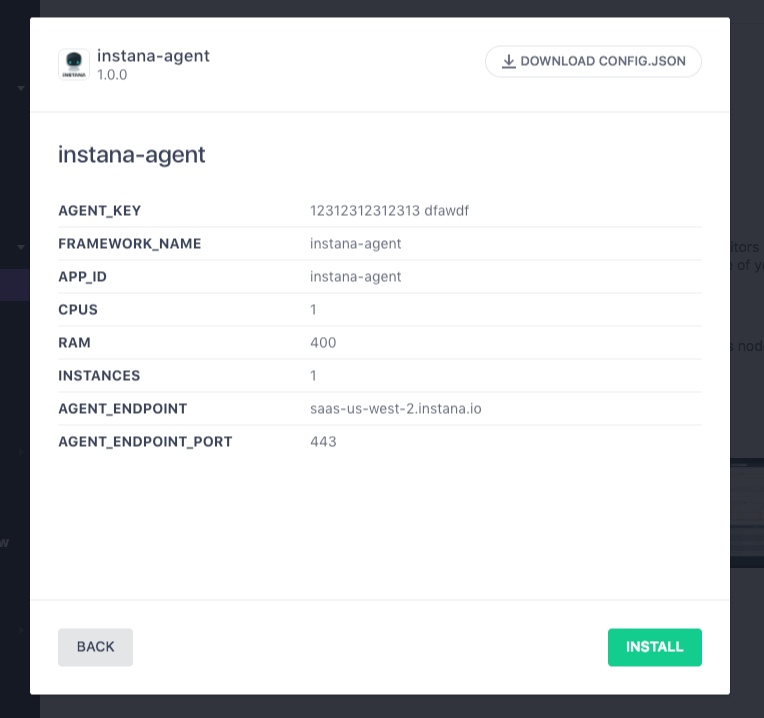 instana-agent
1.0.0
DOWNLOAD CONFIG.JSON
INSTANA
instana-agent
AGENT_KEY 12312312312313 dfawdf
FRAMEWORK_NAME instana-agent
APP_ID instana-agent
CPUS 1
RAM 400
INSTANCES 1
AGENT_ENDPOINT saas-us-west-2.instana.io
AGENT_ENDPOINT_PORT 443
BACK
INSTALL